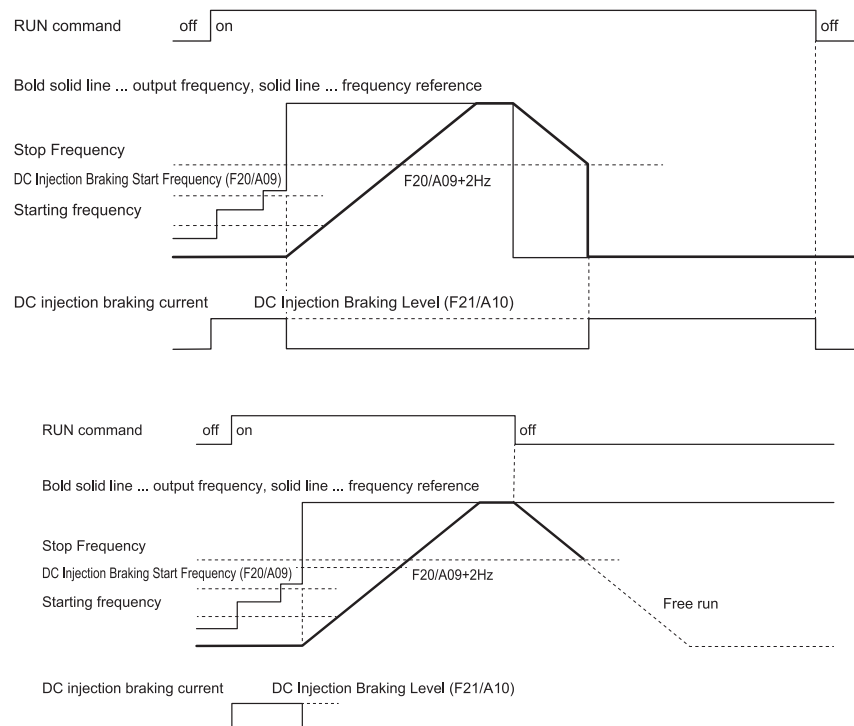 RUN command off on off
Bold solid line ... output frequency, solid line ... frequency reference
Stop Frequency
DC Injection Braking Start Frequency (F20/A09)
F20/A09+2Hz
Starting frequency
DC injection braking current DC Injection Braking Level (F21/A10)
RUN command off on off
Bold solid line ... output frequency, solid line ... frequency reference
Stop Frequency
DC Injection Braking Start Frequency (F20/A09)
F20/A09+2Hz
Starting frequency
Free run
DC injection braking current DC Injection Braking Level (F21/A10)